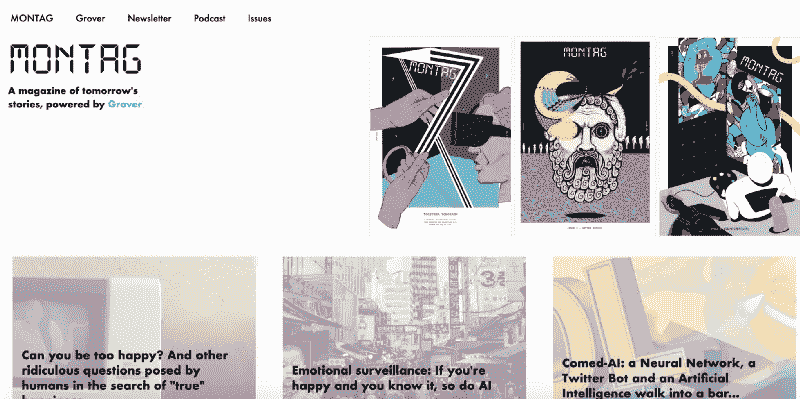 MONTAG Grover Newsletter Podcast Issues
MONTAG
A magazine of tomorrow's
stories, powered by Grover.
MONTAG
MONTAG
MONTAG
Can you be too happy? And other
ridiculous questions posed by
humans in the search of "true"
Emotional surveillance: If you're
happy and you know it, so do AI
Comed-AI: a Neural Network, a
Twitter Bot and an Artificial
Intelligence walk into a bar...